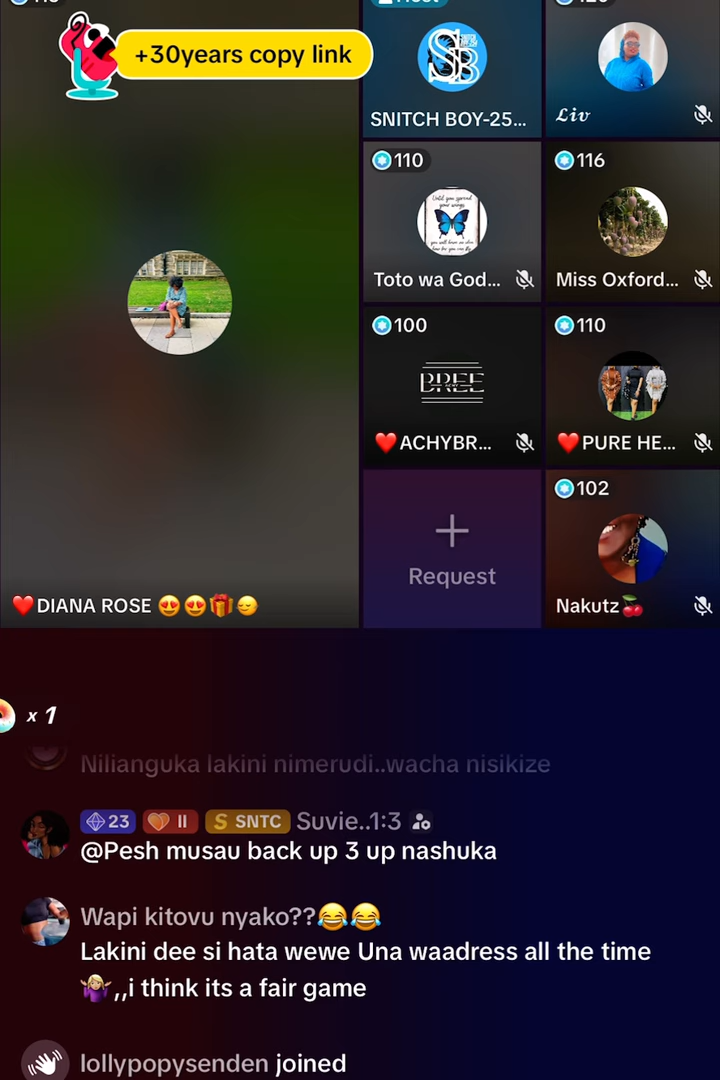 +30years copy link
Host
SNITCH BOY-25...
Liv
110
Toto wa God...
116
Miss Oxford...
100
BREE
❤️ACHYBR...
110
❤️PURE HE...
Request
102
Nakutz🍒
❤️DIANA ROSE 😍😍🎁😔
x 1
Nilianguka lakini nimerudi..wacha nisikize
23 II S SNTC Suvie..1:3
@Pesh musau back up 3 up nashuka
Wapi kitovu nyako??😂😂
Lakini dee si hata wewe Una waadress all the time
🤷🏼‍♀️,,i think its a fair game
lollypopysenden joined